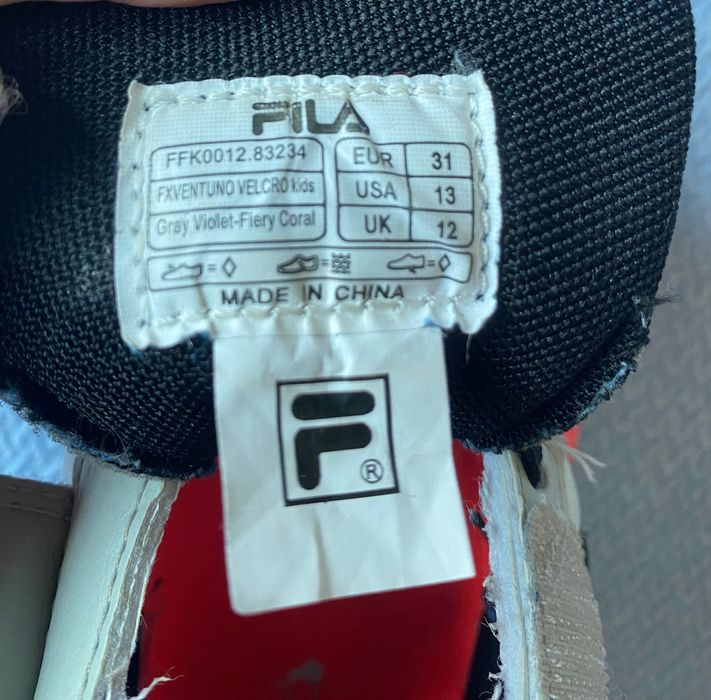 FILA
FFK0012.83234
EUR 31
FXVENTUNO VELCRO kids
USA 13
Gray Violet-Fiery Coral
UK 12
= = =
MADE IN CHINA
F ®